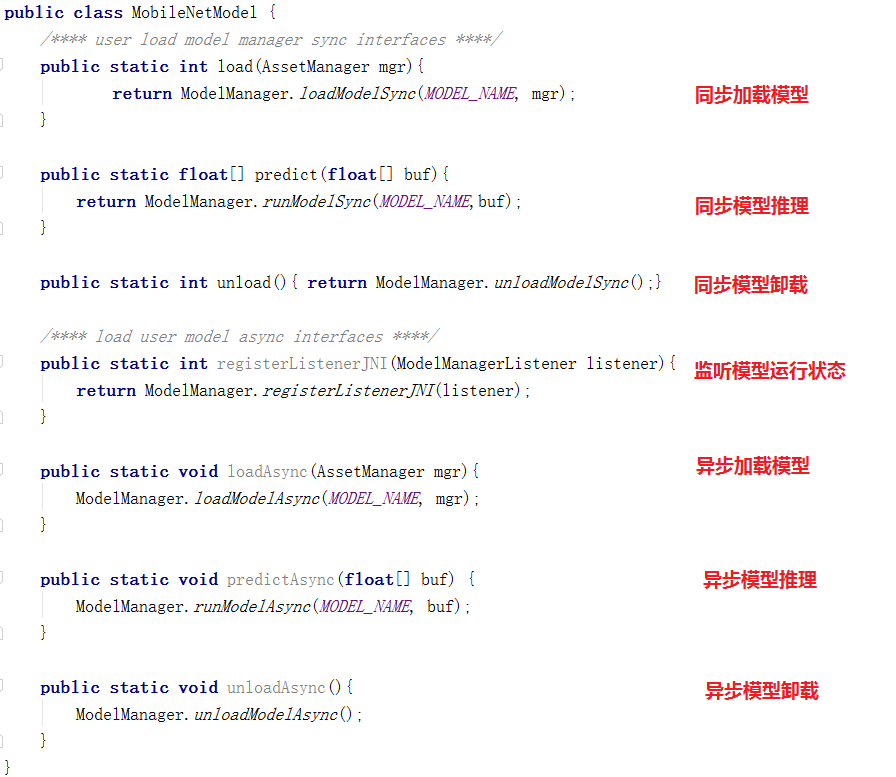 public class MobileNetModel {
/**** user load model manager sync interfaces ****/
public static int load(AssetManager mgr){
return ModelManager.loadModelSync(MODEL_NAME, mgr);
同步加载模型
}
public static float[] predict(float[] buf){
return ModelManager.runModelSync(MODEL_NAME,buf);
同步模型推理
}
public static int unload(){ return ModelManager.unloadModelSync();}
同步模型卸载
/**** load user model async interfaces ****/
public static int registerListenerJNI(ModelManagerListener listener){
监听模型运行状态
return ModelManager.registerListenerJNI(listener);
}
public static void loadAsync(AssetManager mgr){
异步加载模型
ModelManager.loadModelAsync(MODEL_NAME, mgr);
}
public static void predictAsync(float[] buf) {
异步模型推理
ModelManager.runModelAsync(MODEL_NAME, buf);
}
public static void unloadAsync(){
异步模型卸载
ModelManager.unloadModelAsync();
}
}